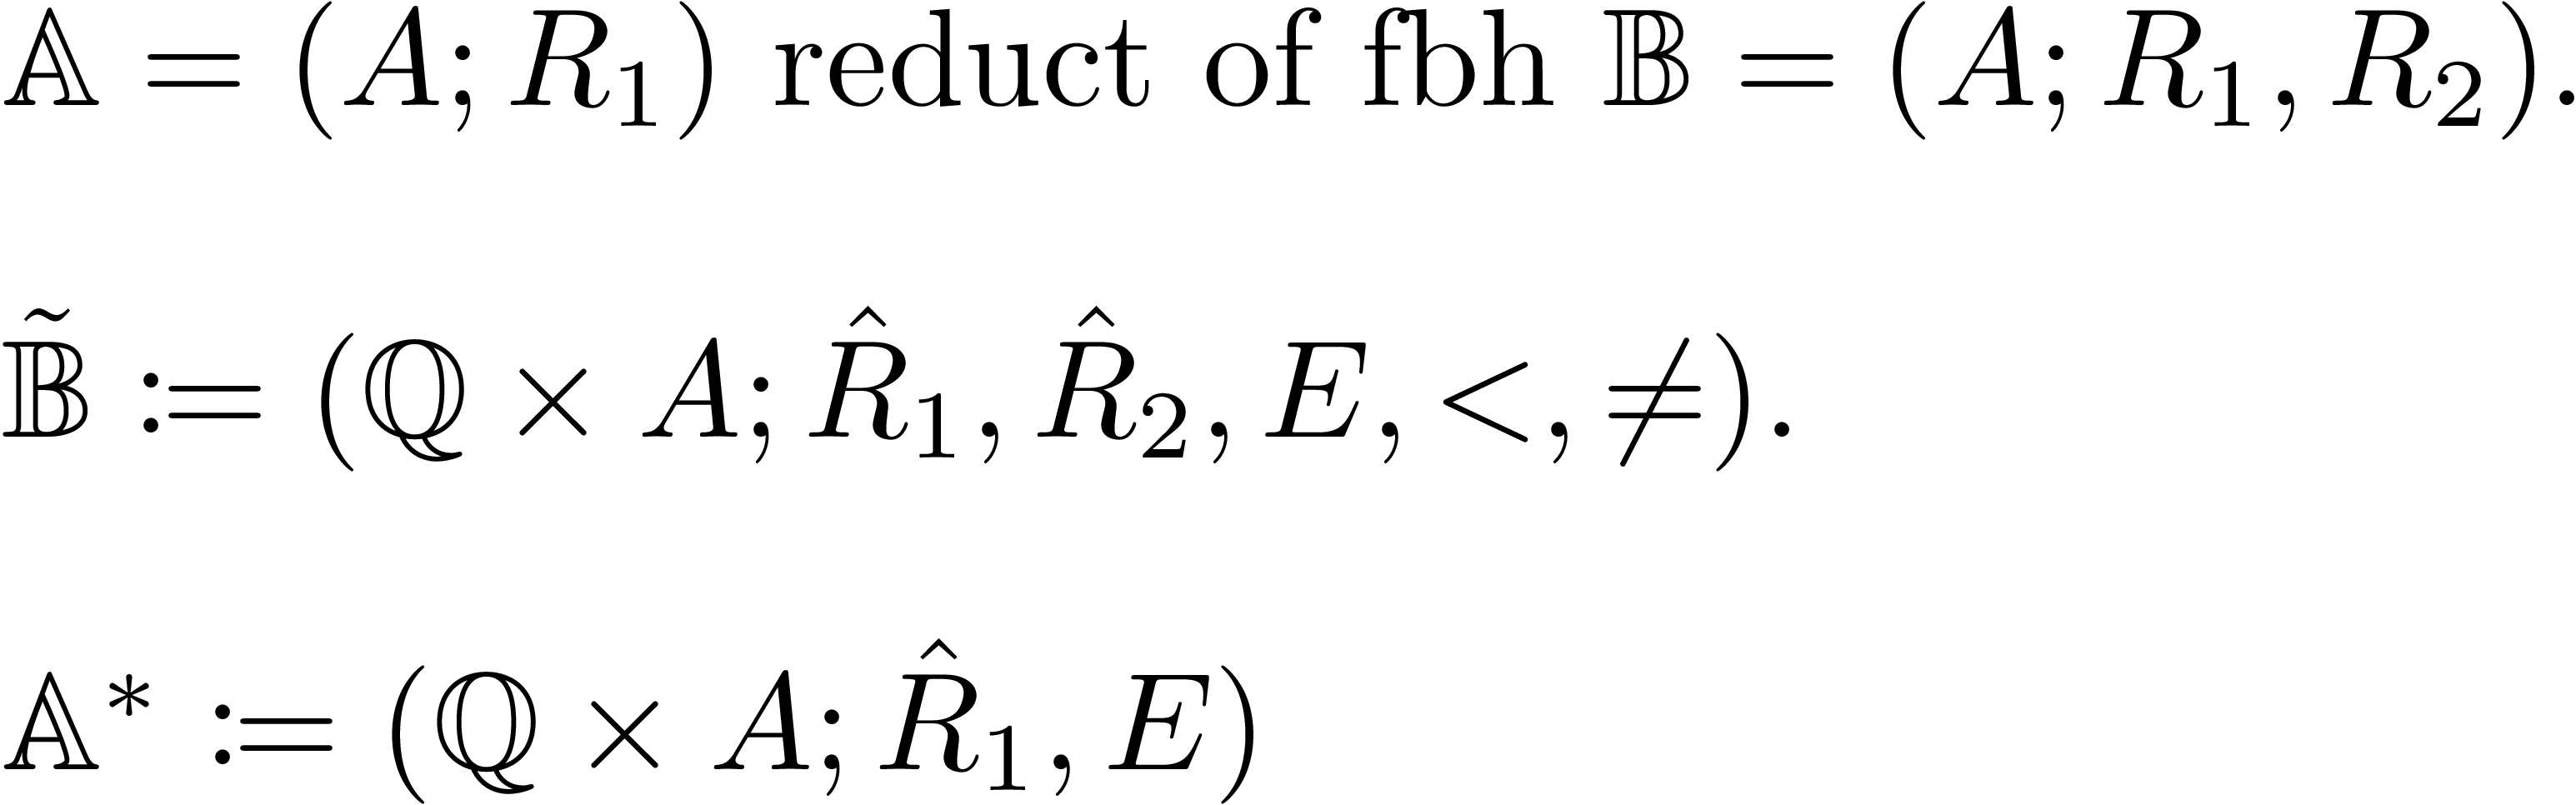 𝔸 = (A; R₁) reduct of fbh 𝔹 = (A; R₁, R₂).
𝔹̃ := (ℚ × A; R̂₁, R̂₂, E, <, ≠).
𝔸* := (ℚ × A; R̂₁, E)